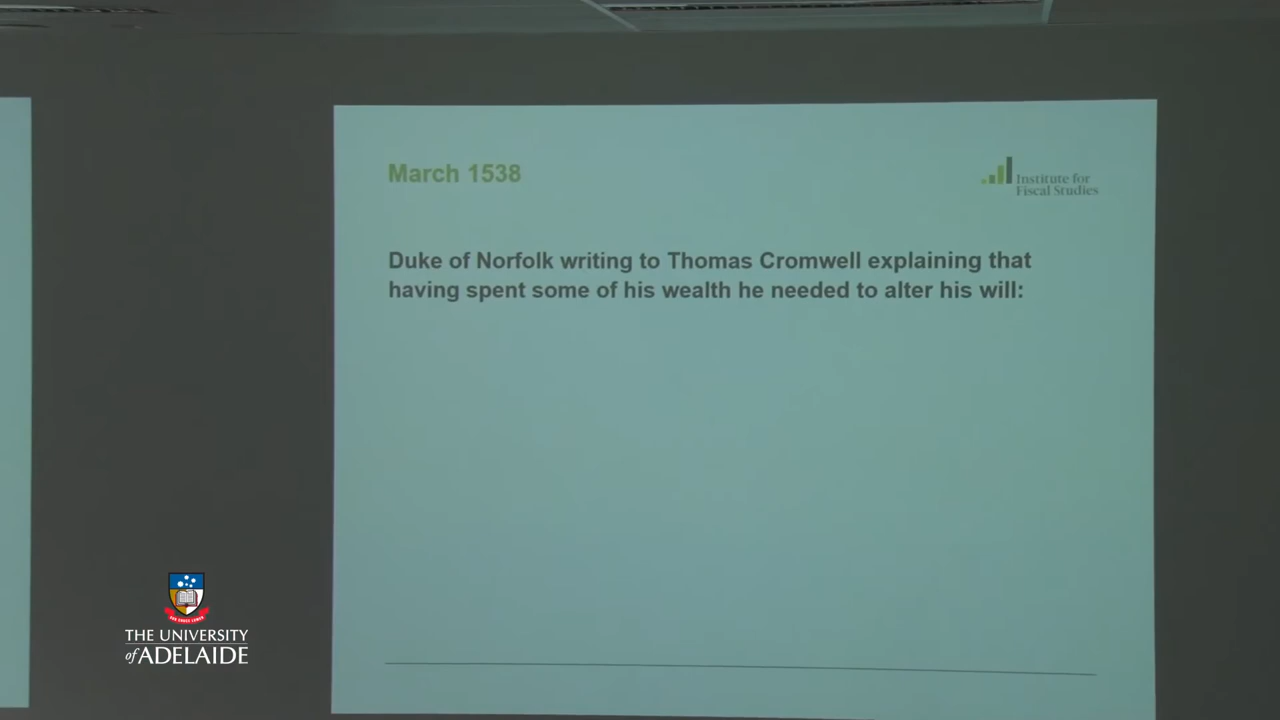 March 1538
Institute for
Fiscal Studies
Duke of Norfolk writing to Thomas Cromwell explaining that
having spent some of his wealth he needed to alter his will:
THE UNIVERSITY
of ADELAIDE